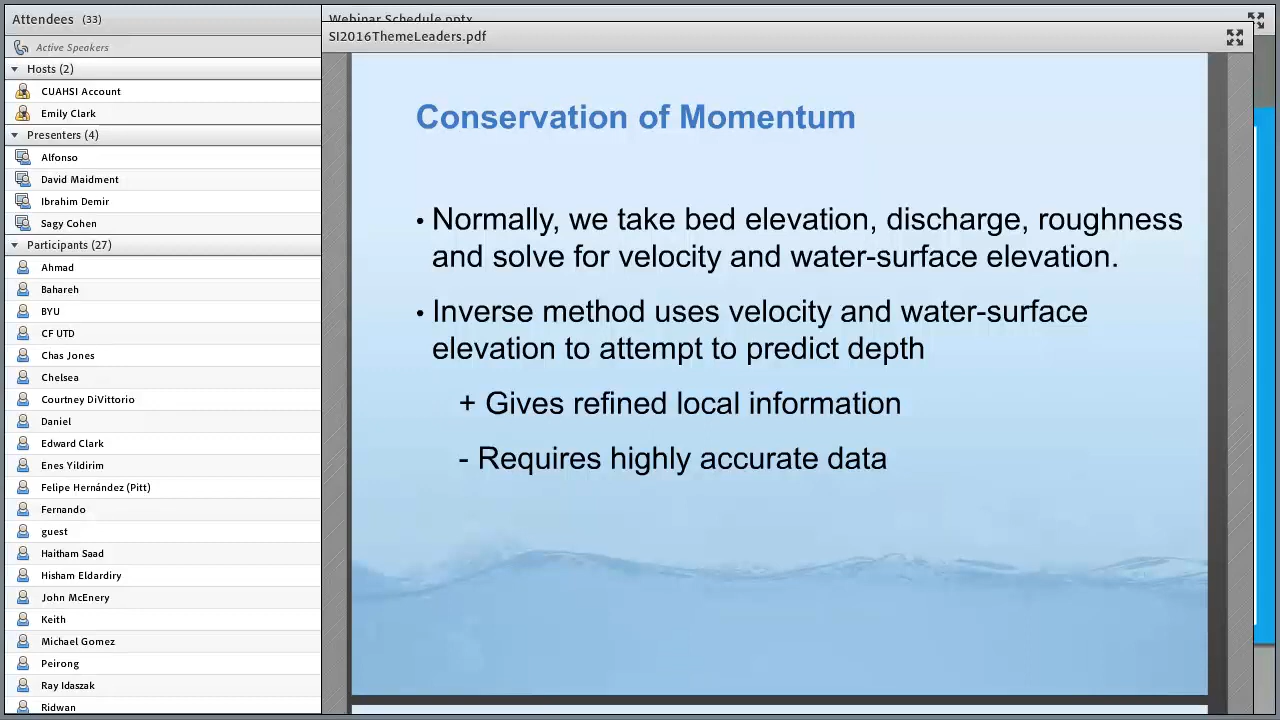 Attendees (33)
Active Speakers
Hosts (2)
CUAHSI Account
Emily Clark
Presenters (4)
Alfonso
David Maidment
Ibrahim Demir
Sagy Cohen
Participants (27)
Ahmad
Bahareh
BYU
CF UTD
Chas Jones
Chelsea
Courtney DiVittorio
Daniel
Edward Clark
Enes Yildirim
Felipe Hernández (Pitt)
Fernando
guest
Haitham Saad
Hisham Eldardiry
John McEnery
Keith
Michael Gomez
Peirong
Ray Idaszak
Ridwan
Webinar Schedule.pptx
SI2016ThemeLeaders.pdf
Conservation of Momentum
• Normally, we take bed elevation, discharge, roughness
and solve for velocity and water-surface elevation.
• Inverse method uses velocity and water-surface
elevation to attempt to predict depth
+ Gives refined local information
- Requires highly accurate data